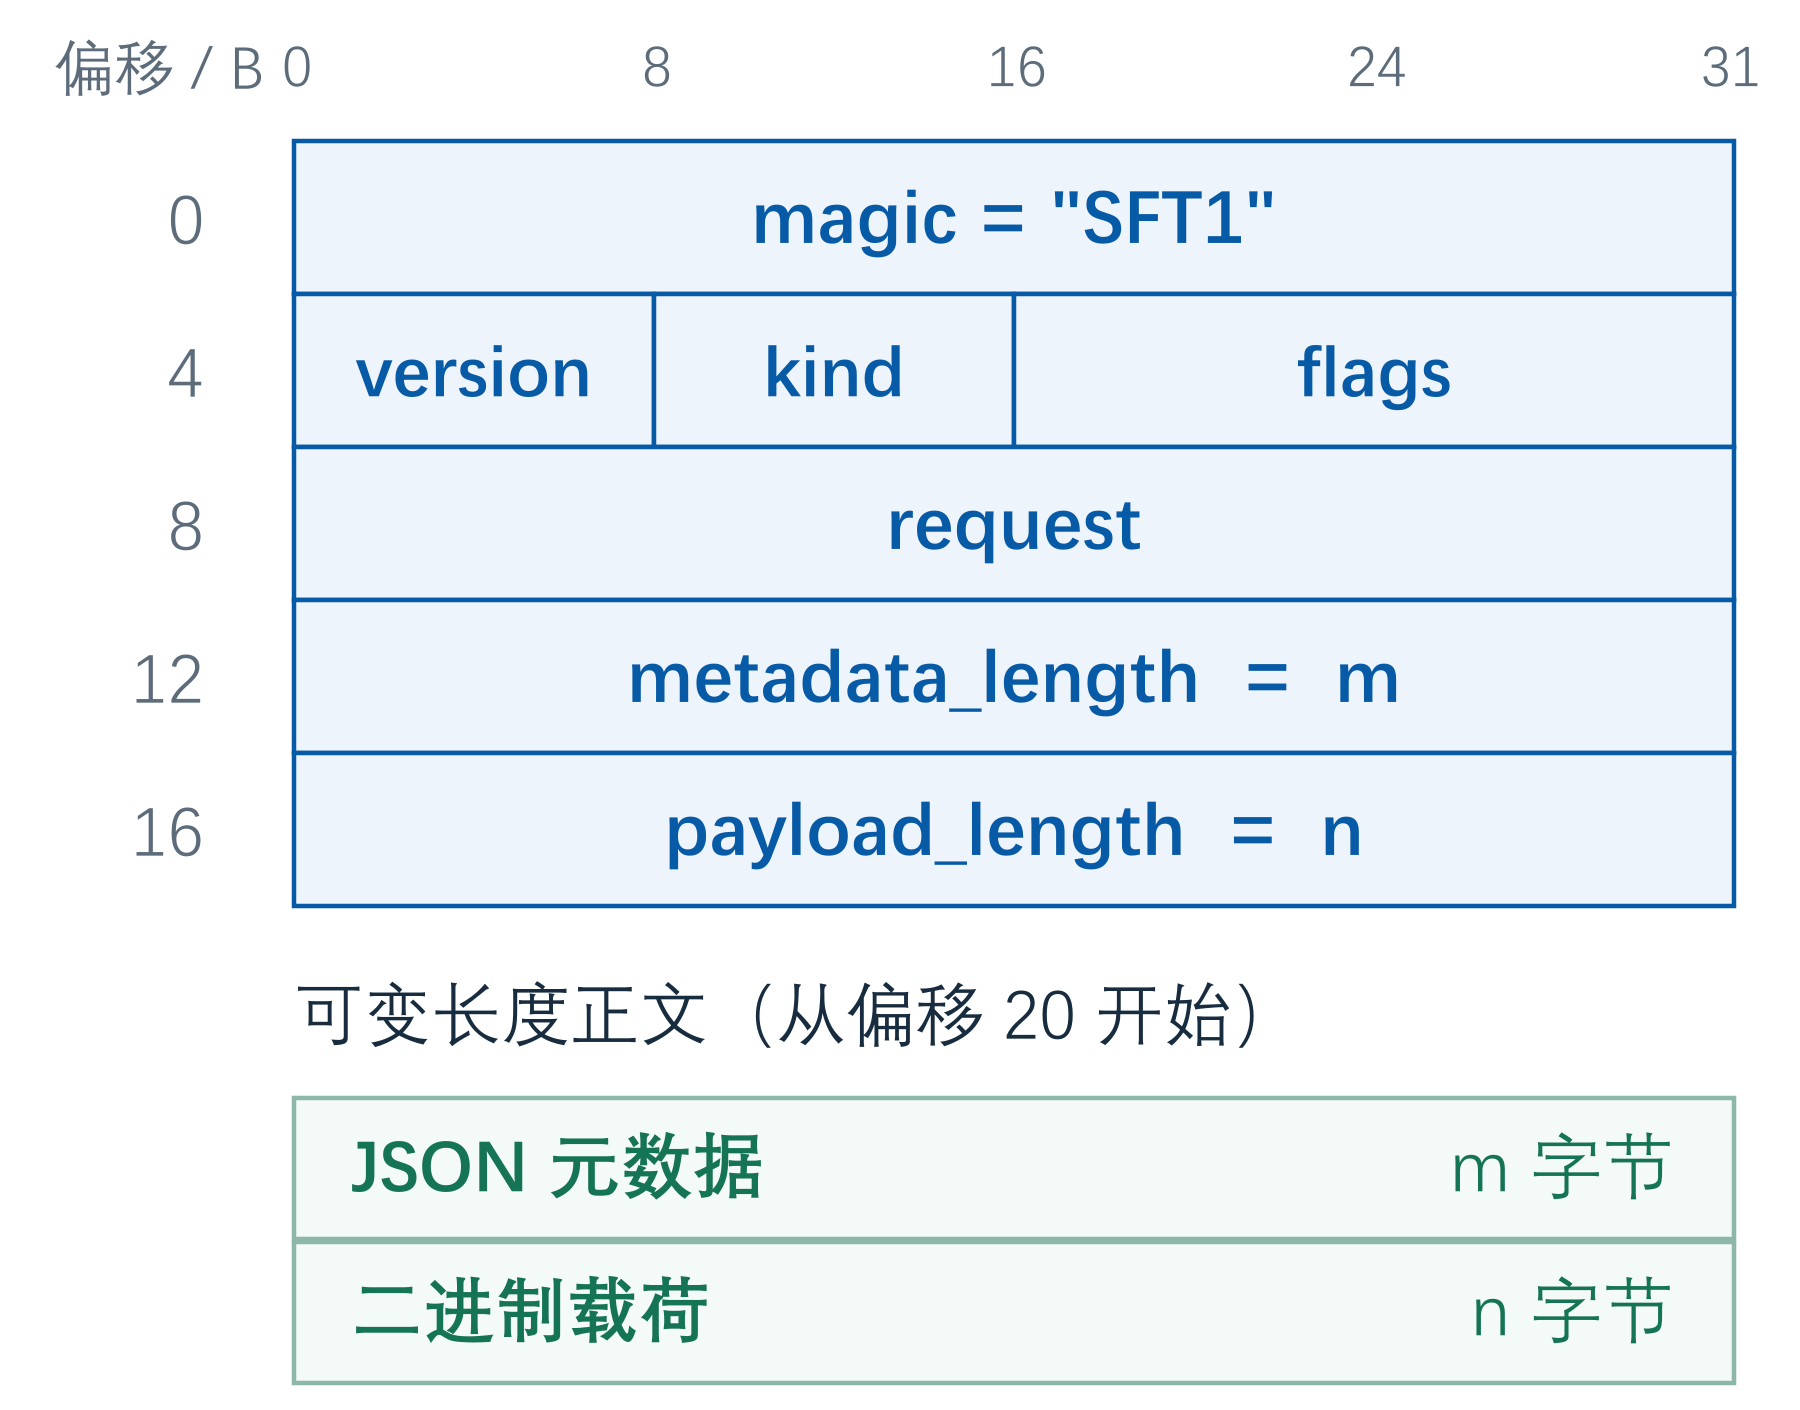 偏移 / B 0 8 16 24 31
0 magic = "SFT1"
4 version kind flags
8 request
12 metadata_length = m
16 payload_length = n
可变长度正文（从偏移 20 开始）
JSON 元数据 m 字节
二进制载荷 n 字节